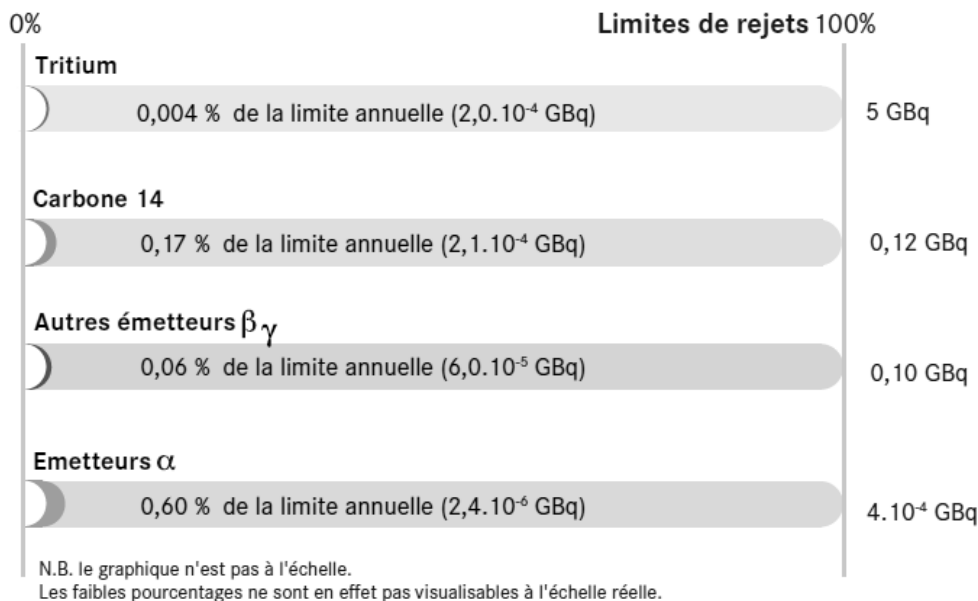 0% Limites de rejets 100%
Tritium
0,004 % de la limite annuelle (2,0.10⁻⁴ GBq) 5 GBq
Carbone 14
0,17 % de la limite annuelle (2,1.10⁻⁴ GBq) 0,12 GBq
Autres émetteurs β γ
0,06 % de la limite annuelle (6,0.10⁻⁵ GBq) 0,10 GBq
Emetteurs α
0,60 % de la limite annuelle (2,4.10⁻⁶ GBq) 4.10⁻⁴ GBq
N.B. le graphique n'est pas à l'échelle.
Les faibles pourcentages ne sont en effet pas visualisables à l'échelle réelle.